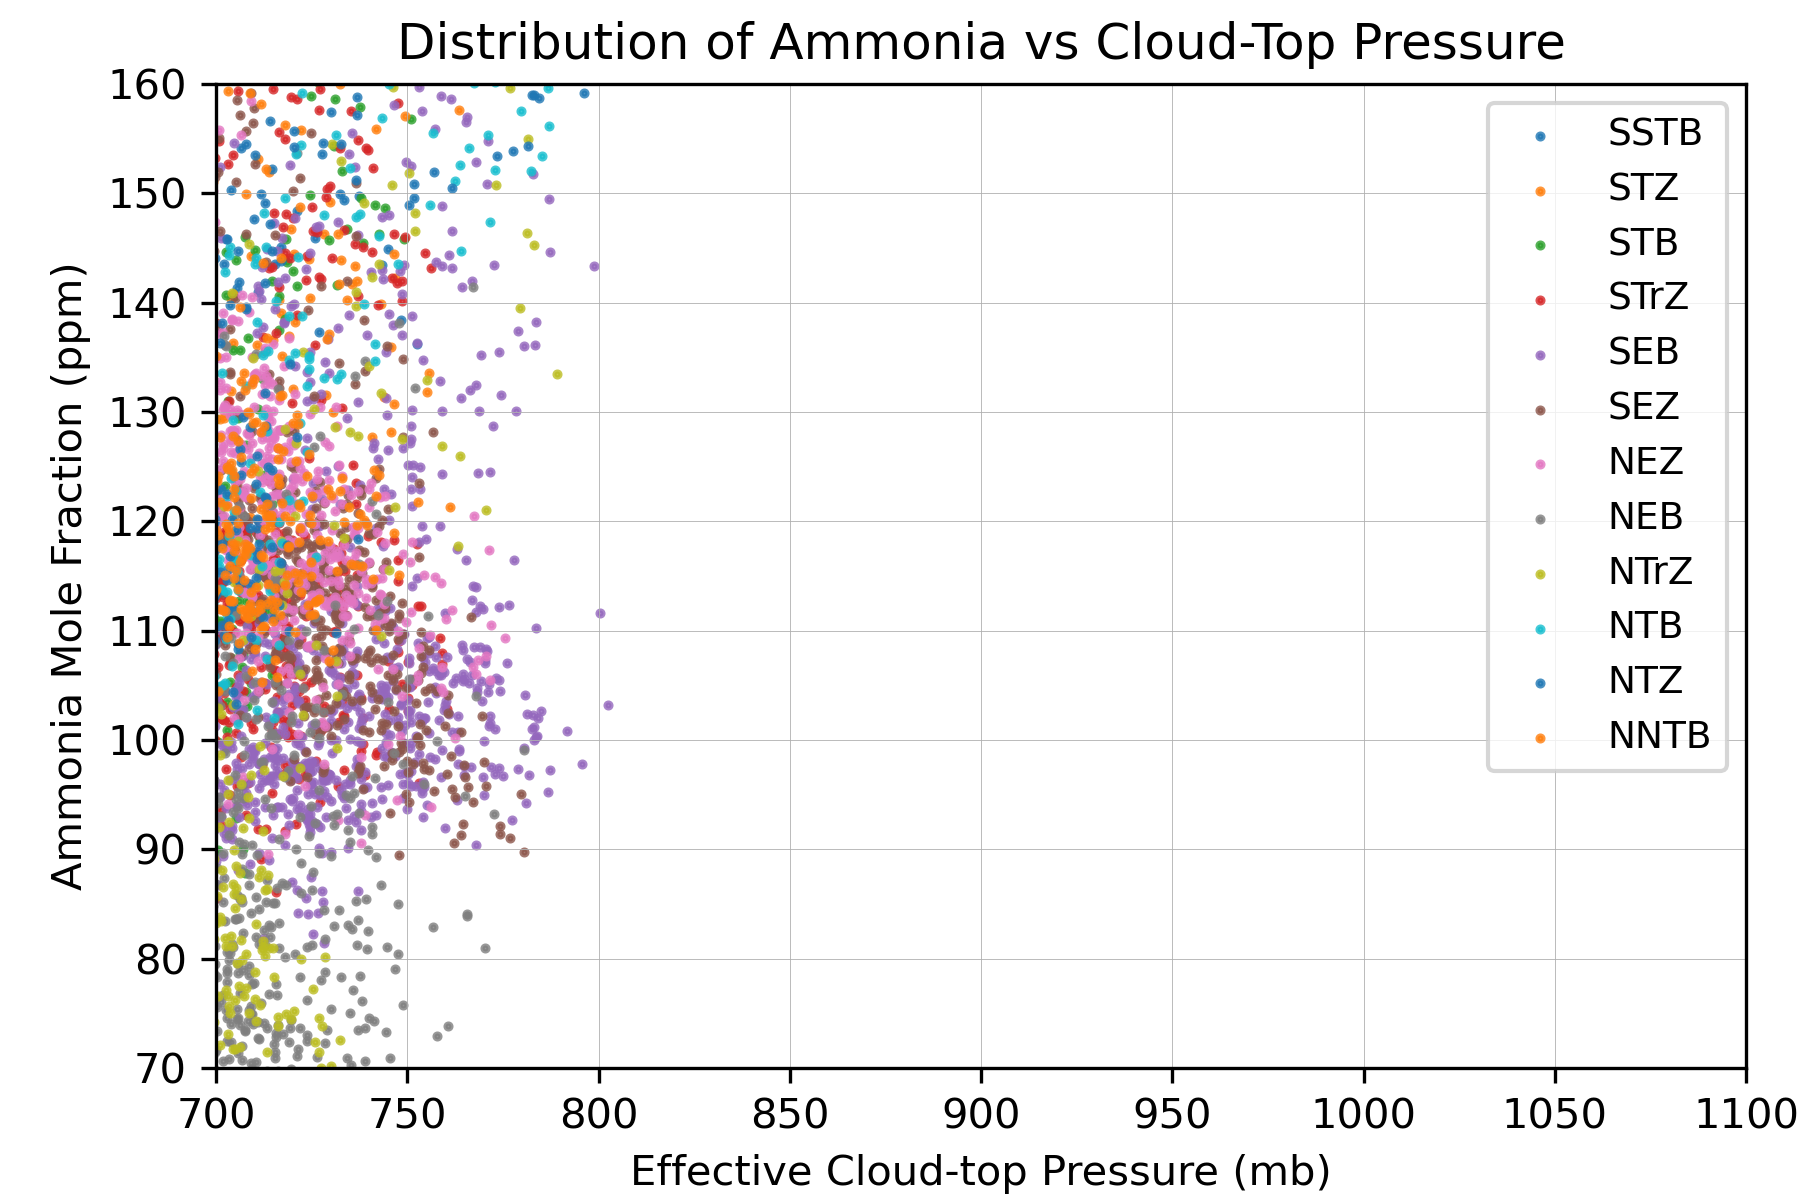 Distribution of Ammonia vs Cloud-Top Pressure
160
150
140
130
120
110
100
90
80
70
Ammonia Mole Fraction (ppm)
SSTB
STZ
STB
STrZ
SEB
SEZ
NEZ
NEB
NTrZ
NTB
NTZ
NNTB
700 750 800 850 900 950 1000 1050 1100
Effective Cloud-top Pressure (mb)